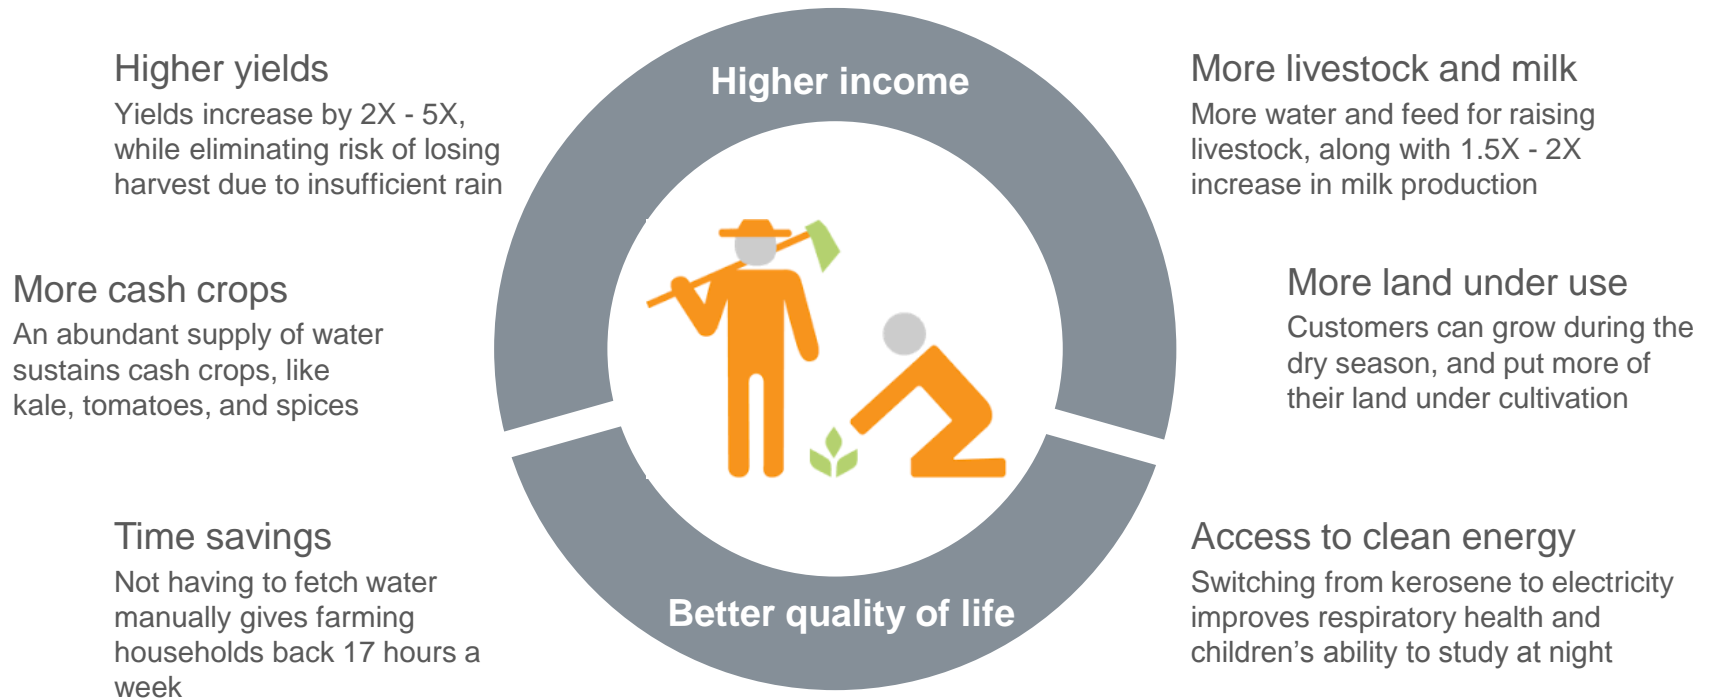 Higher income
Higher yields
Yields increase by 2X - 5X,
while eliminating risk of losing
harvest due to insufficient rain
More livestock and milk
More water and feed for raising
livestock, along with 1.5X - 2X
increase in milk production
More cash crops
An abundant supply of water
sustains cash crops, like
kale, tomatoes, and spices
More land under use
Customers can grow during the
dry season, and put more of
their land under cultivation
Time savings
Not having to fetch water
manually gives farming
households back 17 hours a
week
Better quality of life
Access to clean energy
Switching from kerosene to electricity
improves respiratory health and
children’s ability to study at night